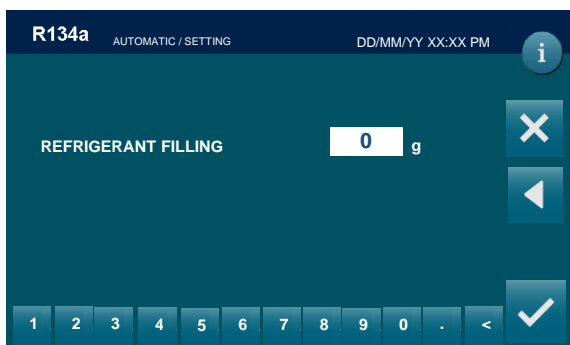 R134a AUTOMATIC / SETTING DD/MM/YY XX:XX PM i
REFRIGERANT FILLING 0 g
1 2 3 4 5 6 7 8 9 0 . <